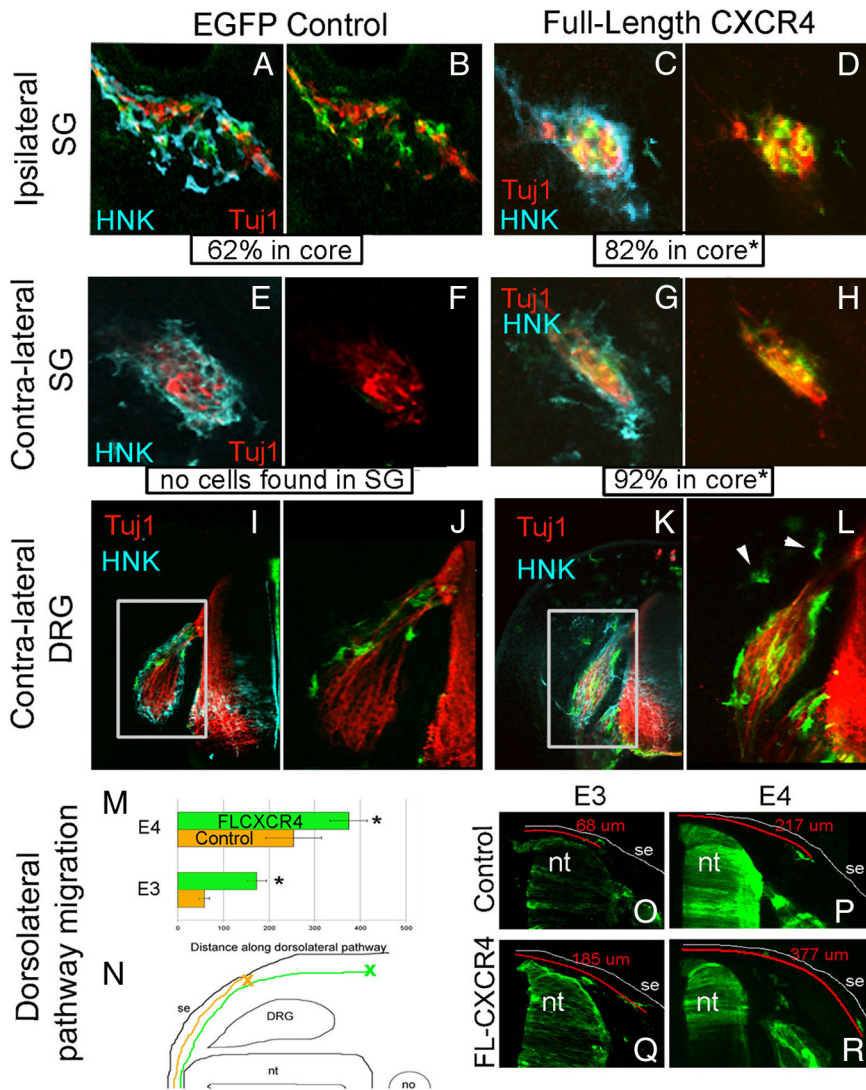 EGFP Control
Full-Length CXCR4
Ipsilateral
SG
A
B
C
D
HNK
Tuj1
Tuj1
HNK
62% in core
82% in core*
Contra-lateral
SG
E
F
G
H
HNK
Tuj1
Tuj1
HNK
no cells found in SG
92% in core*
Contra-lateral
DRG
I
J
K
L
Tuj1
HNK
Tuj1
HNK
Dorsolateral
pathway migration
M
E4
FLCXCR4
Control
*
E3
*
0 100 200 300 400 500
Distance along dorsolateral pathway
N
x
x
se
DRG
nt
no
E3
E4
Control
68 um
nt
se
O
217 um
nt
se
P
FL-CXCR4
185 um
nt
se
Q
377 um
nt
se
R